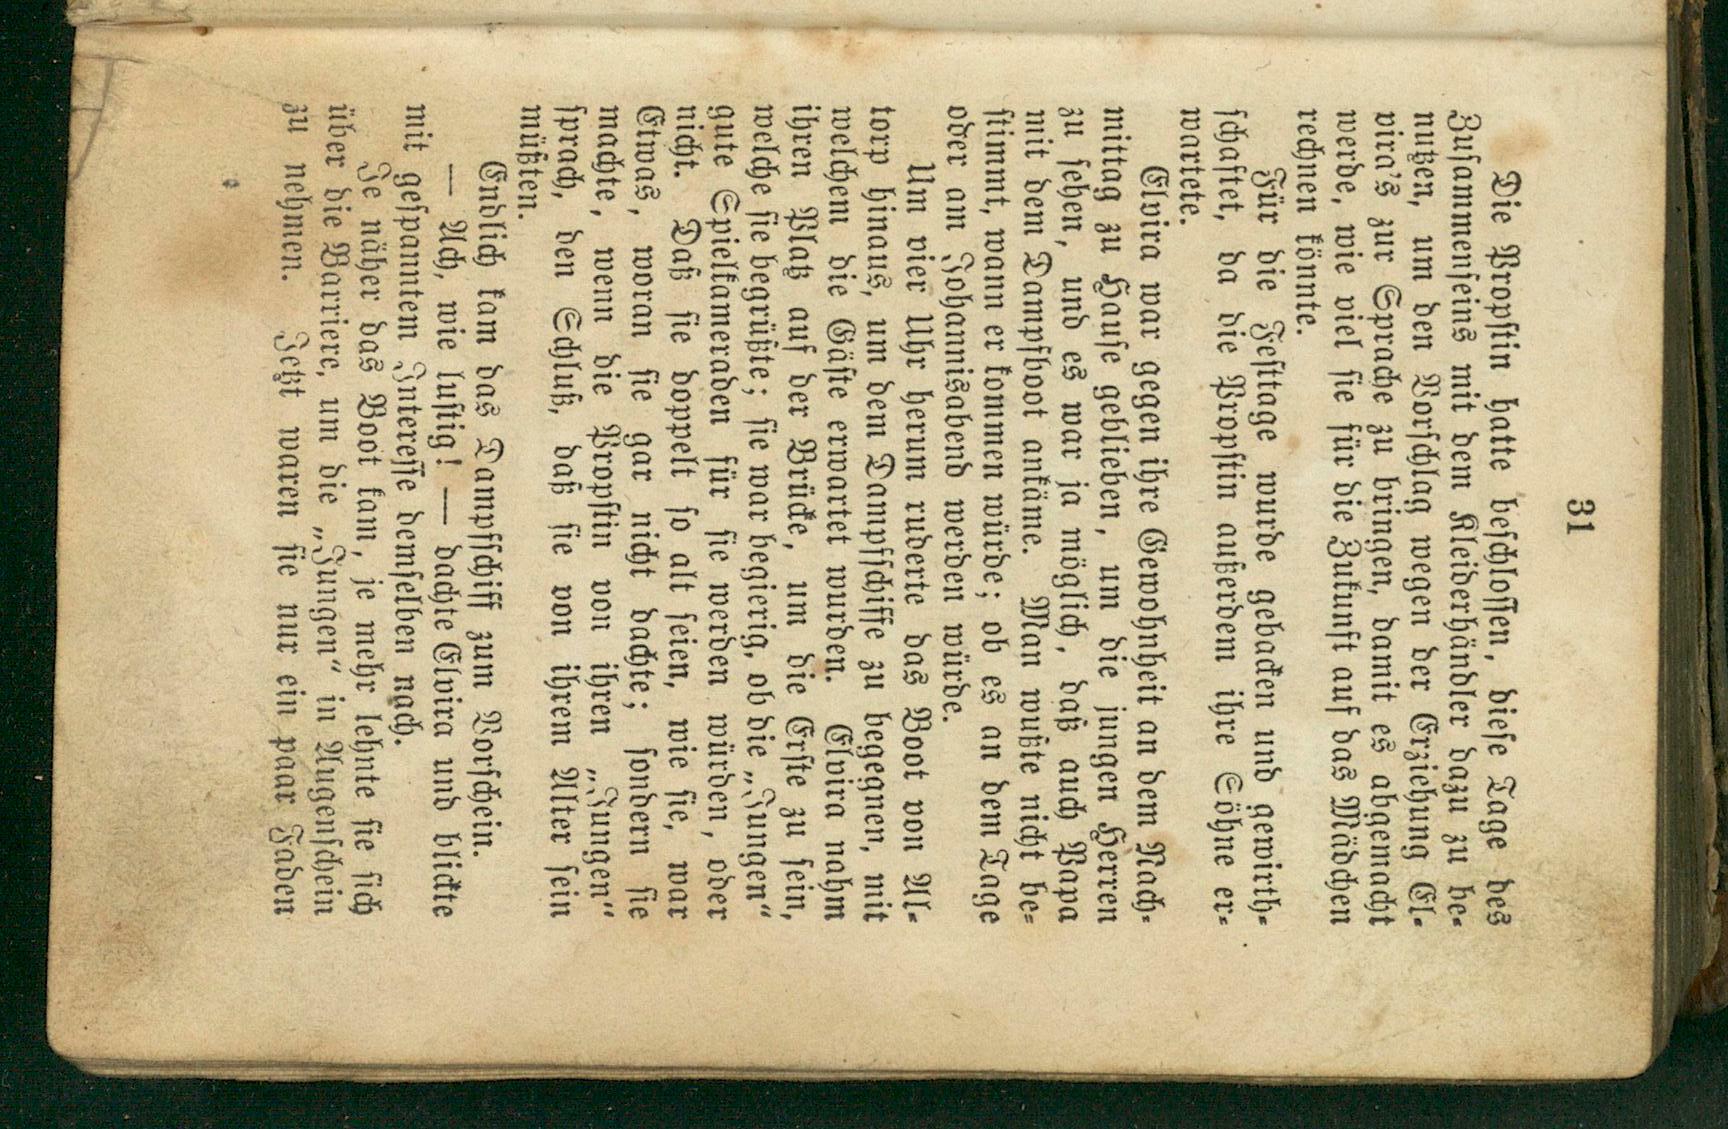 31
Die Propſtin hatte beſchloſſen, dieſe Tage des
Zuſammenſeins mit dem Kleiderhändler dazu zu be-
nutzen, um den Vorſchlag wegen der Erziehung El-
vira's zur Sprache zu bringen, damit es abgemacht
werde, wie viel ſie für die Zukunft auf das Mädchen
rechnen könnte.
Für die Feſttage wurde gebacken und gewirth-
ſchaftet, da die Propſtin außerdem ihre Söhne er-
wartete.
Elvira war gegen ihre Gewohnheit an dem Nach-
mittag zu Hauſe geblieben, um die jungen Herren
zu ſehen, und es war ja möglich, daß auch Papa
mit dem Dampfboot ankäme. Man wußte nicht be-
ſtimmt, wann er kommen würde; ob es an dem Tage
oder am Johannisabend werden würde.
Um vier Uhr herum ruderte das Boot von Al-
torp hinaus, um dem Dampfſchiffe zu begegnen, mit
welchem die Gäſte erwartet wurden. Elvira nahm
ihren Platz auf der Brücke, um die Erſte zu ſein,
welche ſie begrüßte; ſie war begierig, ob die „Jungen“
gute Spielkameraden für ſie werden würden, oder
nicht. Daß ſie doppelt ſo alt ſeien, wie ſie, war
Etwas, woran ſie gar nicht dachte; ſondern ſie
machte, wenn die Propſtin von ihren „Jungen“
ſprach, den Schluß, daß ſie von ihrem Alter ſein
müßten.
Endlich kam das Dampfſchiff zum Vorſchein.
— Ach, wie luſtig! — dachte Elvira und blickte
mit geſpanntem Intereſſe demſelben nach.
Je näher das Boot kam, je mehr lehnte ſie ſich
über die Barriere, um die „Jungen“ in Augenſchein
zu nehmen. Jetzt waren ſie nur ein paar Faden